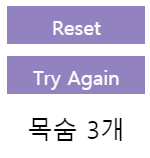 Reset
Try Again
목숨 3개